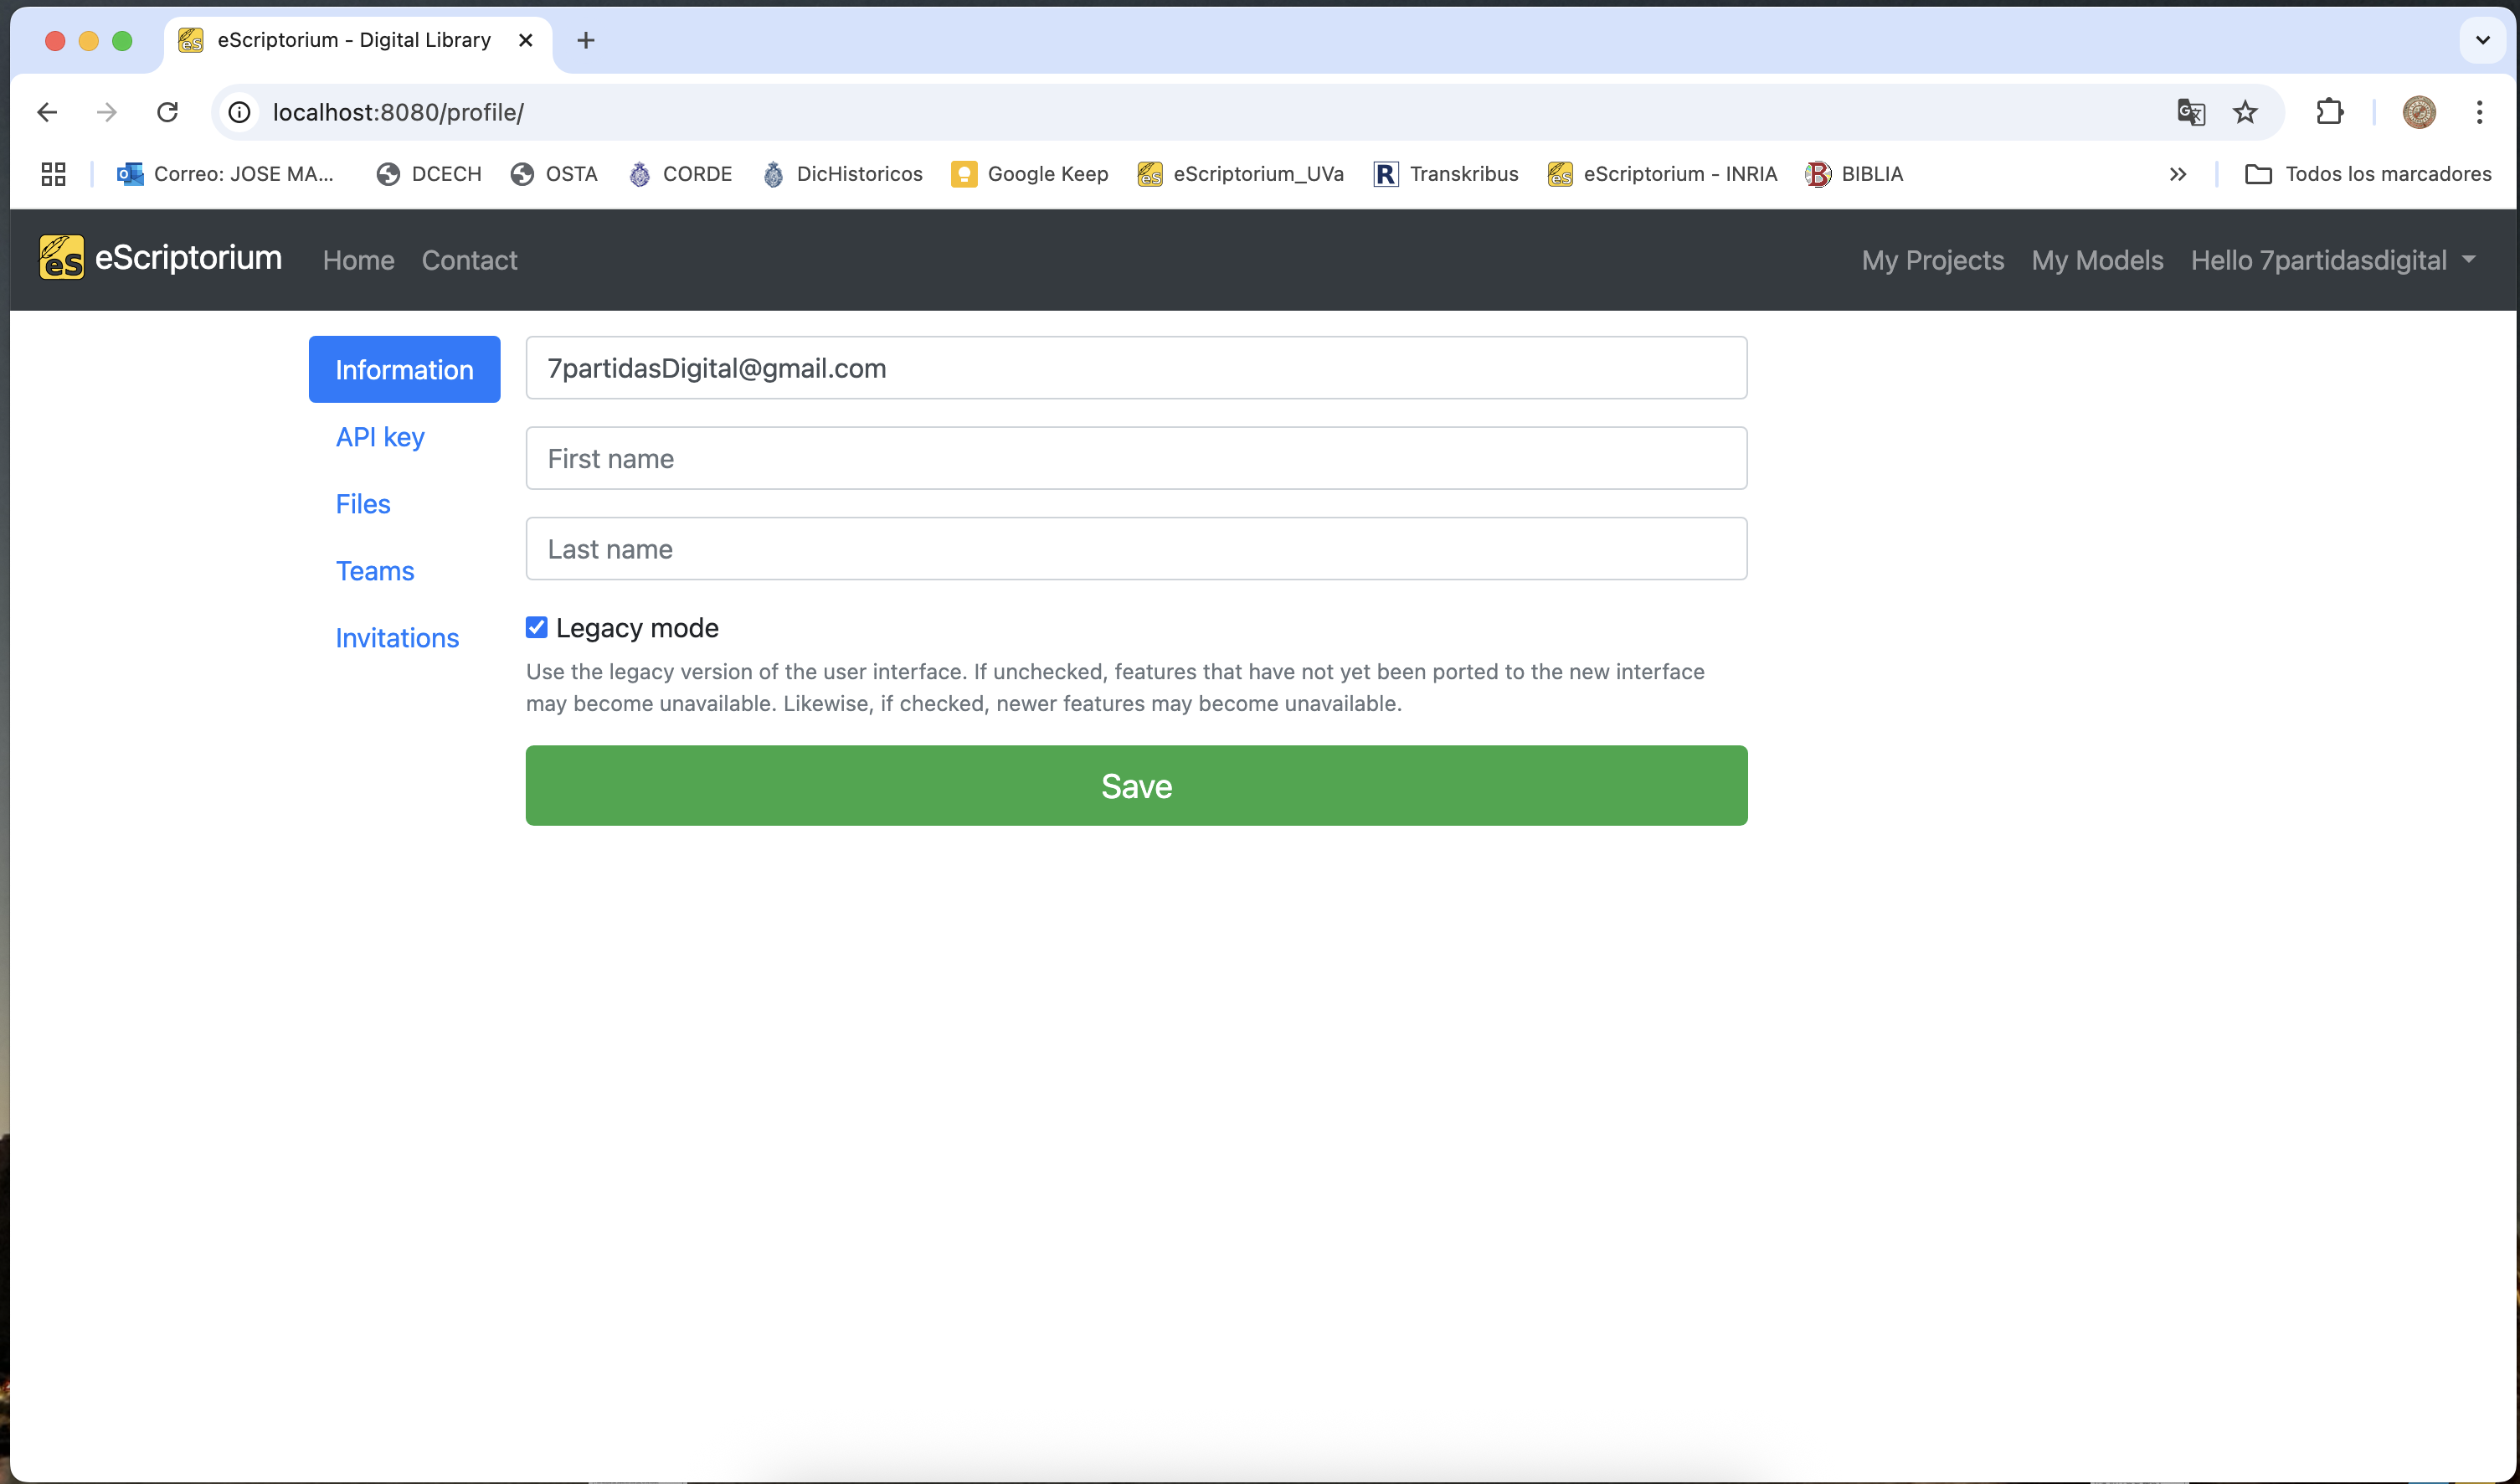 eScriptorium - Digital Library
localhost:8080/profile/
Correo: JOSE MA... DCECH OSTA CORDE DicHistoricos Google Keep eScriptorium_UVa Transkribus eScriptorium - INRIA BIBLIA Todos los marcadores
eS eScriptorium Home Contact My Projects My Models Hello 7partidasdigital
Information
API key
Files
Teams
Invitations
7partidasDigital@gmail.com
First name
Last name
Legacy mode
Use the legacy version of the user interface. If unchecked, features that have not yet been ported to the new interface
may become unavailable. Likewise, if checked, newer features may become unavailable.
Save